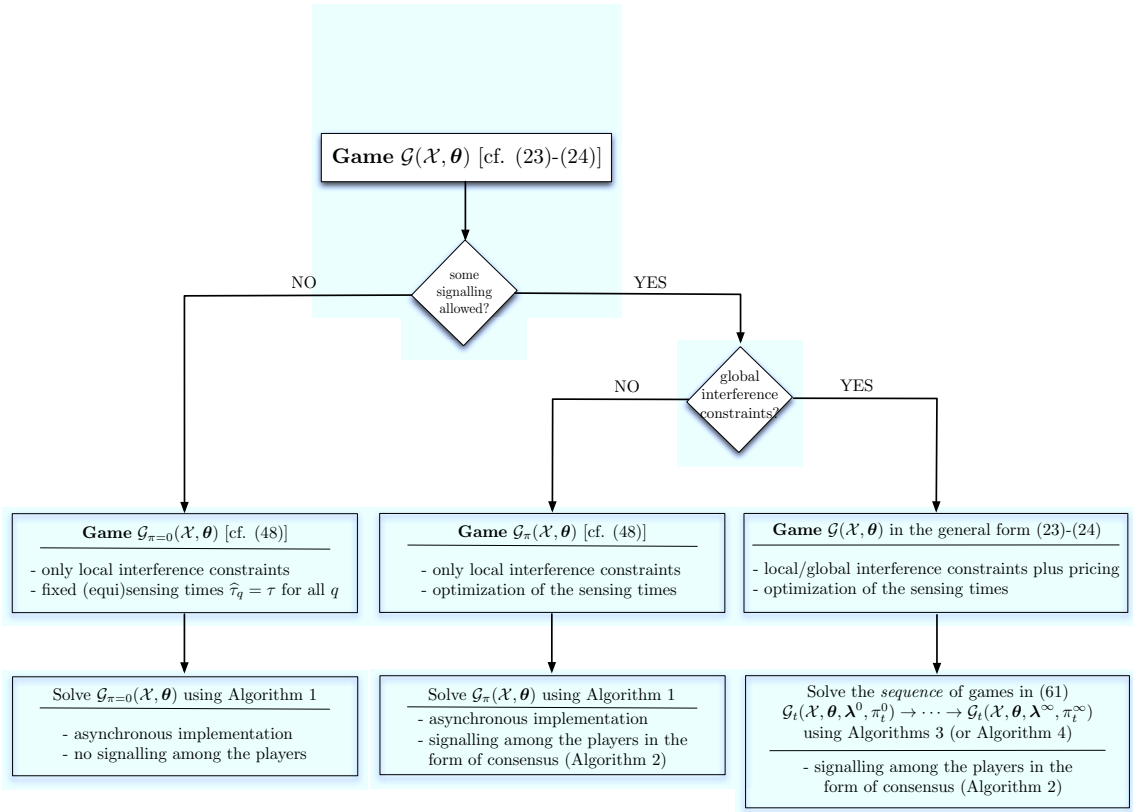 Game 𝒢(𝒳, θ) [cf. (23)-(24)]
some
signalling
allowed?
NO
YES
global
interference
constraints?
NO
YES
Game 𝒢π=0(𝒳, θ) [cf. (48)]
- only local interference constraints
- fixed (equi)sensing times τ̂q = τ for all q
Game 𝒢π(𝒳, θ) [cf. (48)]
- only local interference constraints
- optimization of the sensing times
Game 𝒢(𝒳, θ) in the general form (23)-(24)
- local/global interference constraints plus pricing
- optimization of the sensing times
Solve 𝒢π=0(𝒳, θ) using Algorithm 1
- asynchronous implementation
- no signalling among the players
Solve 𝒢π(𝒳, θ) using Algorithm 1
- asynchronous implementation
- signalling among the players in the
form of consensus (Algorithm 2)
Solve the sequence of games in (61)
𝒢t(𝒳, θ, λ⁰, πt⁰) → ⋯ → 𝒢t(𝒳, θ, λ^∞, πt^∞)
using Algorithms 3 (or Algorithm 4)
- signalling among the players in the
form of consensus (Algorithm 2)